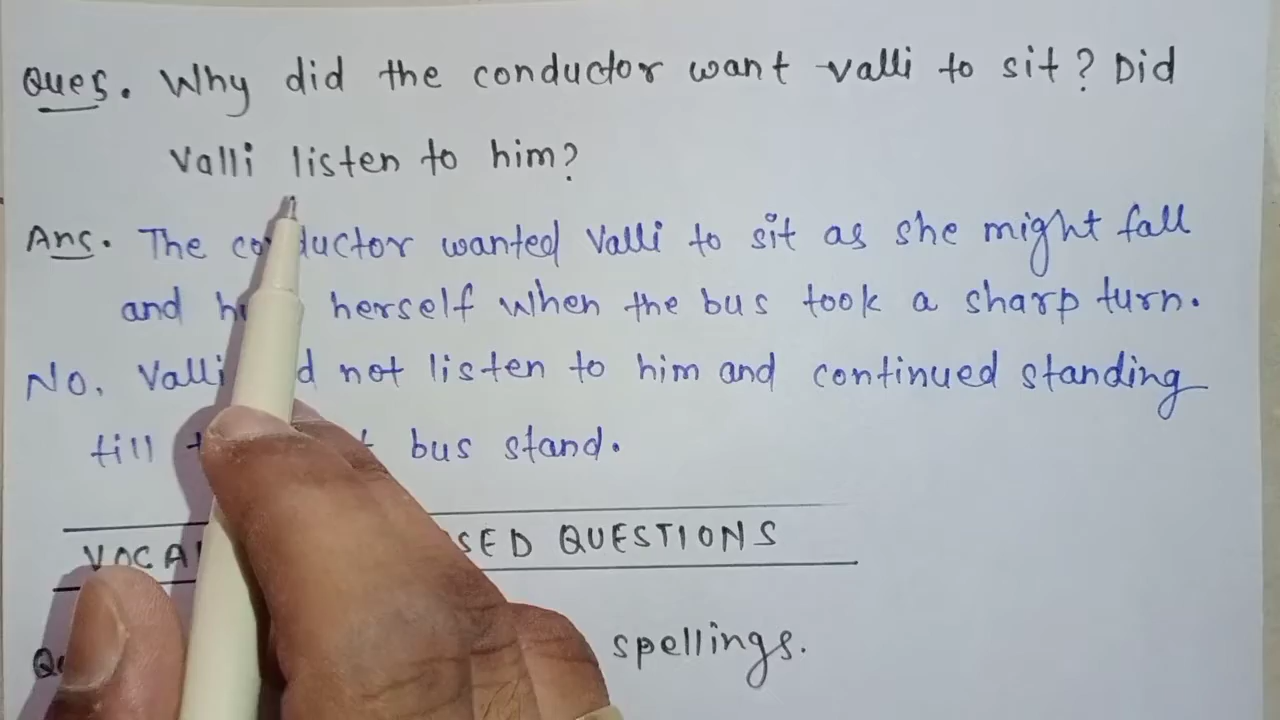 Ques. Why did the conductor want Valli to sit? Did
Valli listen to him?
Ans. The conductor wanted Valli to sit as she might fall
and herself when the bus took a sharp turn.
No, Valli not listen to him and continued standing
till bus stand.
QUESTIONS
spellings.